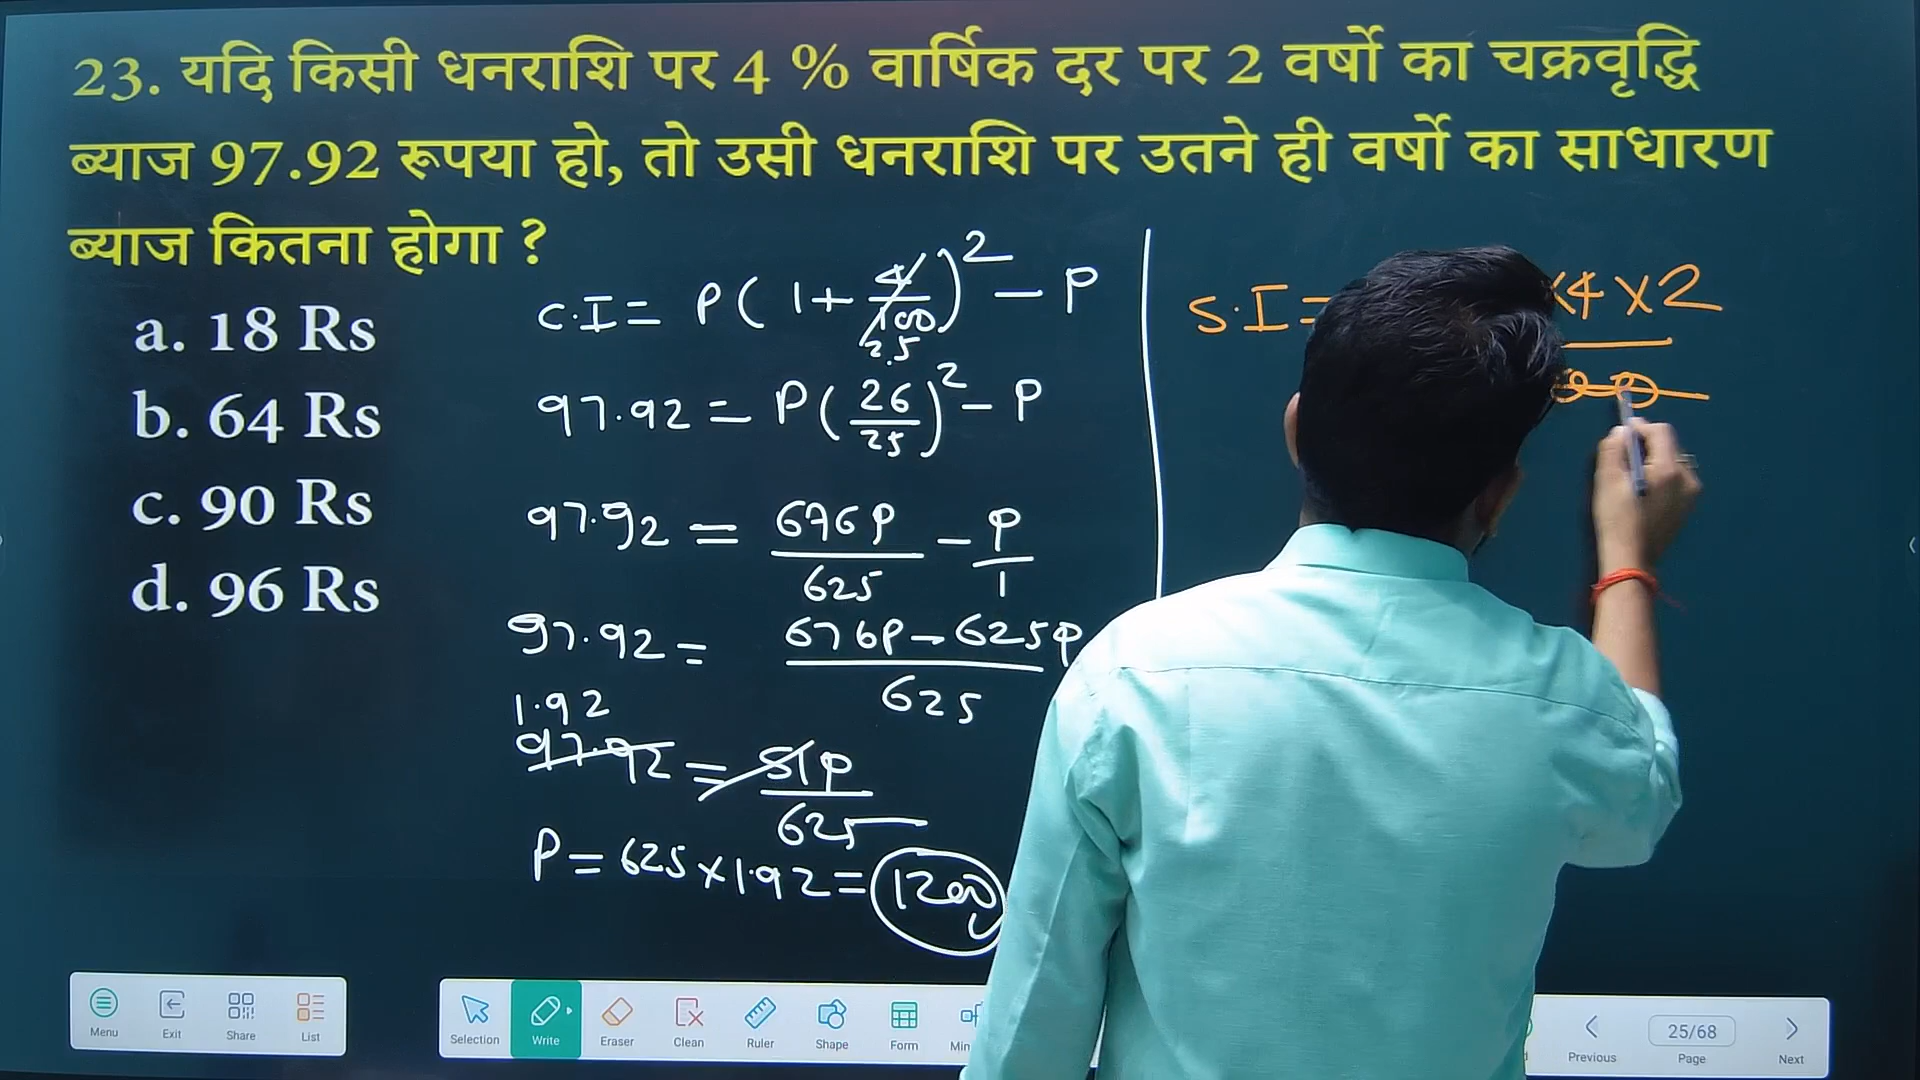 23. यदि किसी धनराशि पर 4 % वार्षिक दर पर 2 वर्षो का चक्रवृद्धि
ब्याज 97.92 रूपया हो, तो उसी धनराशि पर उतने ही वर्षो का साधारण
ब्याज कितना होगा ?
a. 18 Rs
b. 64 Rs
c. 90 Rs
d. 96 Rs
C.I = P(1+4/100)² - P
25
97.92 = P(26/25)² - P
97.92 = 676P/625 - P/1
97.92 = 676P-625P/625
1.92
97.92 = 51P/625
P = 625×1.92 = 1200
S.I =
×4×2
Menu
Exit
Share
List
Selection
Write
Eraser
Clean
Ruler
Shape
Form
Previous
25/68
Page
Next